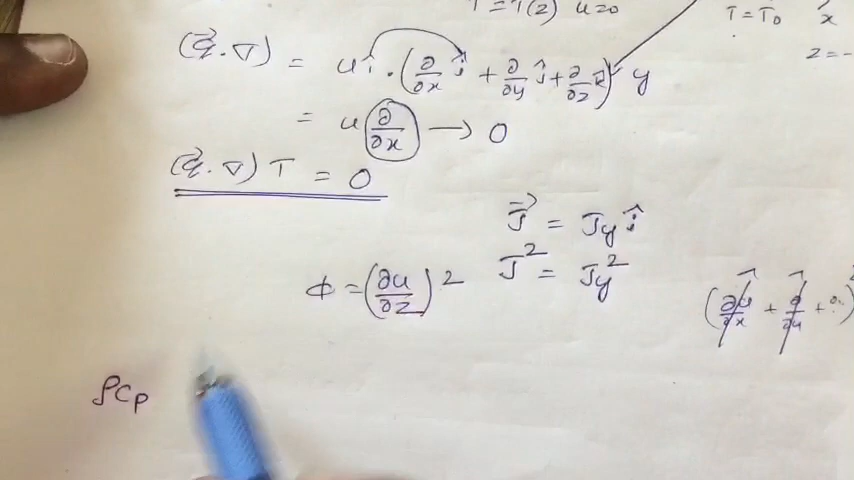 T = T(z) u=0
T = T₀ x
z = -
(q⃗ . ∇) = u î . (∂/∂x î + ∂/∂y ĵ + ∂/∂z k̂) y
= u ∂/∂x → 0
(q⃗ . ∇) T = 0
J⃗ = Jy ĵ
J² = Jy²
ϕ = (∂u/∂z)²
(∂u/∂x + ∂/∂y +
ρCp